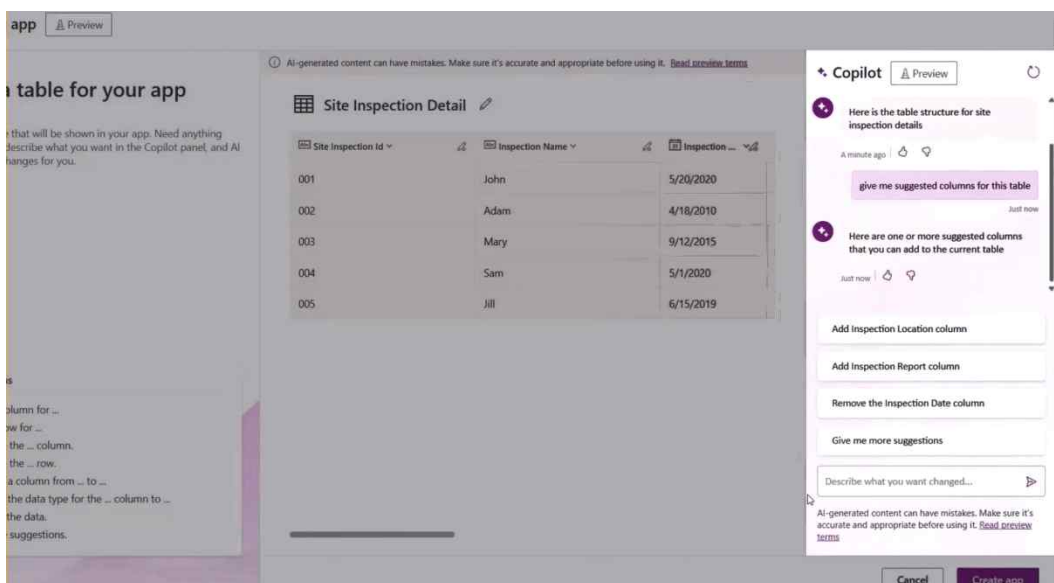 app Preview
a table for your app
that will be shown in your app. Need anything
describe what you want in the Copilot panel, and AI
hanges for you.
olumn for ...
ow for ...
the ... column.
the ... row.
a column from ... to ...
the data type for the ... column to ...
the data.
suggestions.
AI-generated content can have mistakes. Make sure it's accurate and appropriate before using it. Read preview terms
Site Inspection Detail
Site Inspection Id Inspection Name Inspection ...
001 John 5/20/2020
002 Adam 4/18/2010
003 Mary 9/12/2015
004 Sam 5/1/2020
005 Jill 6/15/2019
Copilot Preview
Here is the table structure for site
inspection details
A minute ago
give me suggested columns for this table
Just now
Here are one or more suggested columns
that you can add to the current table
Just now
Add Inspection Location column
Add Inspection Report column
Remove the Inspection Date column
Give me more suggestions
Describe what you want changed...
AI-generated content can have mistakes. Make sure it's
accurate and appropriate before using it. Read preview
terms
Cancel Create app